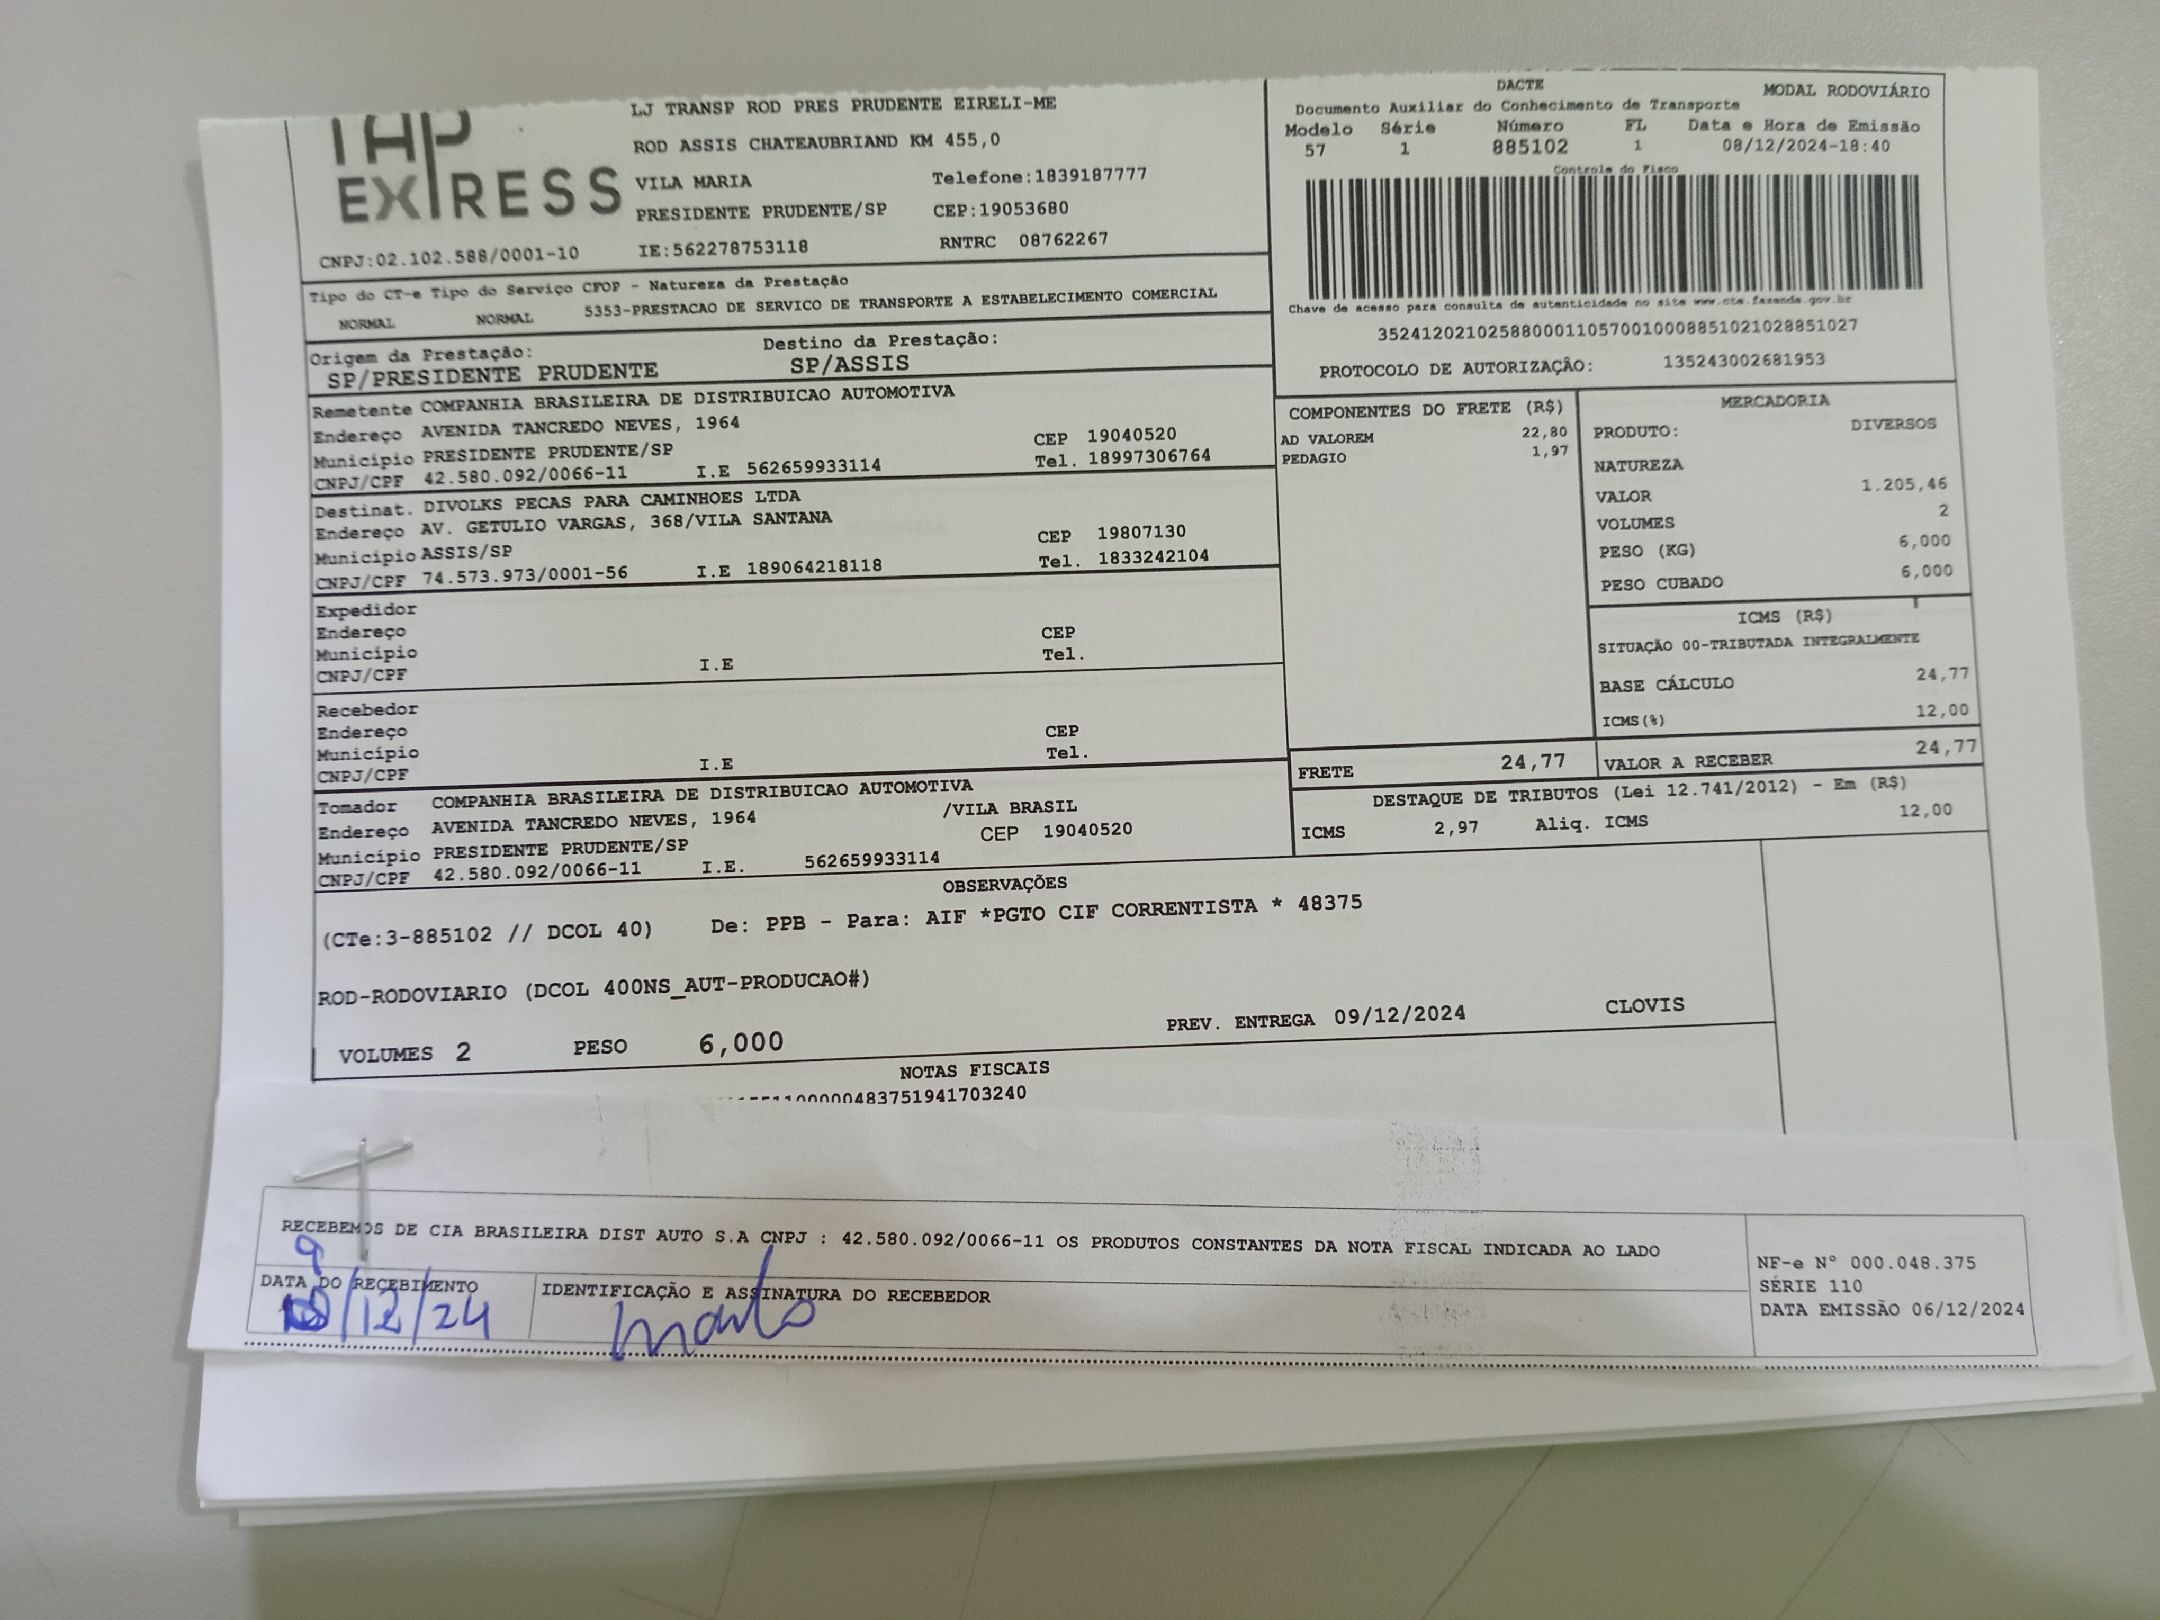 TAP
EXPRESS
CNPJ:02.102.588/0001-10
LJ TRANSP ROD PRES PRUDENTE EIRELI-ME
ROD ASSIS CHATEAUBRIAND KM 455,0
VILA MARIA Telefone:1839187777
PRESIDENTE PRUDENTE/SP CEP:19053680
IE:562278753118 RNTRC 08762267
DACTE MODAL RODOVIÁRIO
Documento Auxiliar do Conhecimento de Transporte
Modelo Série Número FL Data e Hora de Emissão
57 1 885102 1 08/12/2024-18:40
Controle do Fisco
Chave de acesso para consulta de autenticidade no site www.cte.fazenda.gov.br
35241202102588000110570010008851021028851027
PROTOCOLO DE AUTORIZAÇÃO: 135243002681953
Tipo do CT-e Tipo do Serviço CFOP - Natureza da Prestação
NORMAL NORMAL 5353-PRESTACAO DE SERVICO DE TRANSPORTE A ESTABELECIMENTO COMERCIAL
Origem da Prestação: Destino da Prestação:
SP/PRESIDENTE PRUDENTE SP/ASSIS
Remetente COMPANHIA BRASILEIRA DE DISTRIBUICAO AUTOMOTIVA
Endereço AVENIDA TANCREDO NEVES, 1964 CEP 19040520
Município PRESIDENTE PRUDENTE/SP Tel. 18997306764
CNPJ/CPF 42.580.092/0066-11 I.E 562659933114
Destinat. DIVOLKS PECAS PARA CAMINHOES LTDA
Endereço AV. GETULIO VARGAS, 368/VILA SANTANA CEP 19807130
Município ASSIS/SP Tel. 1833242104
CNPJ/CPF 74.573.973/0001-56 I.E 189064218118
Expedidor
Endereço CEP
Município Tel.
CNPJ/CPF I.E
Recebedor
Endereço CEP
Município Tel.
CNPJ/CPF I.E
Tomador COMPANHIA BRASILEIRA DE DISTRIBUICAO AUTOMOTIVA
Endereço AVENIDA TANCREDO NEVES, 1964 /VILA BRASIL
Município PRESIDENTE PRUDENTE/SP CEP 19040520
CNPJ/CPF 42.580.092/0066-11 I.E. 562659933114
COMPONENTES DO FRETE (R$)
AD VALOREM 22,80
PEDAGIO 1,97
MERCADORIA
PRODUTO: DIVERSOS
NATUREZA
VALOR 1.205,46
VOLUMES 2
PESO (KG) 6,000
PESO CUBADO 6,000
ICMS (R$)
SITUAÇÃO 00-TRIBUTADA INTEGRALMENTE
BASE CÁLCULO 24,77
ICMS(%) 12,00
FRETE 24,77 VALOR A RECEBER 24,77
DESTAQUE DE TRIBUTOS (Lei 12.741/2012) - Em (R$)
ICMS 2,97 Aliq. ICMS 12,00
OBSERVAÇÕES
(CTe:3-885102 // DCOL 40) De: PPB - Para: AIF *PGTO CIF CORRENTISTA * 48375
ROD-RODOVIARIO (DCOL 400NS_AUT-PRODUCAO#)
VOLUMES 2 PESO 6,000 PREV. ENTREGA 09/12/2024 CLOVIS
NOTAS FISCAIS
110000048375194170­3240
RECEBEMOS DE CIA BRASILEIRA DIST AUTO S.A CNPJ : 42.580.092/0066-11 OS PRODUTOS CONSTANTES DA NOTA FISCAL INDICADA AO LADO
DATA DO RECEBIMENTO IDENTIFICAÇÃO E ASSINATURA DO RECEBEDOR
9
/12/24
NF-e N° 000.048.375
SÉRIE 110
DATA EMISSÃO 06/12/2024